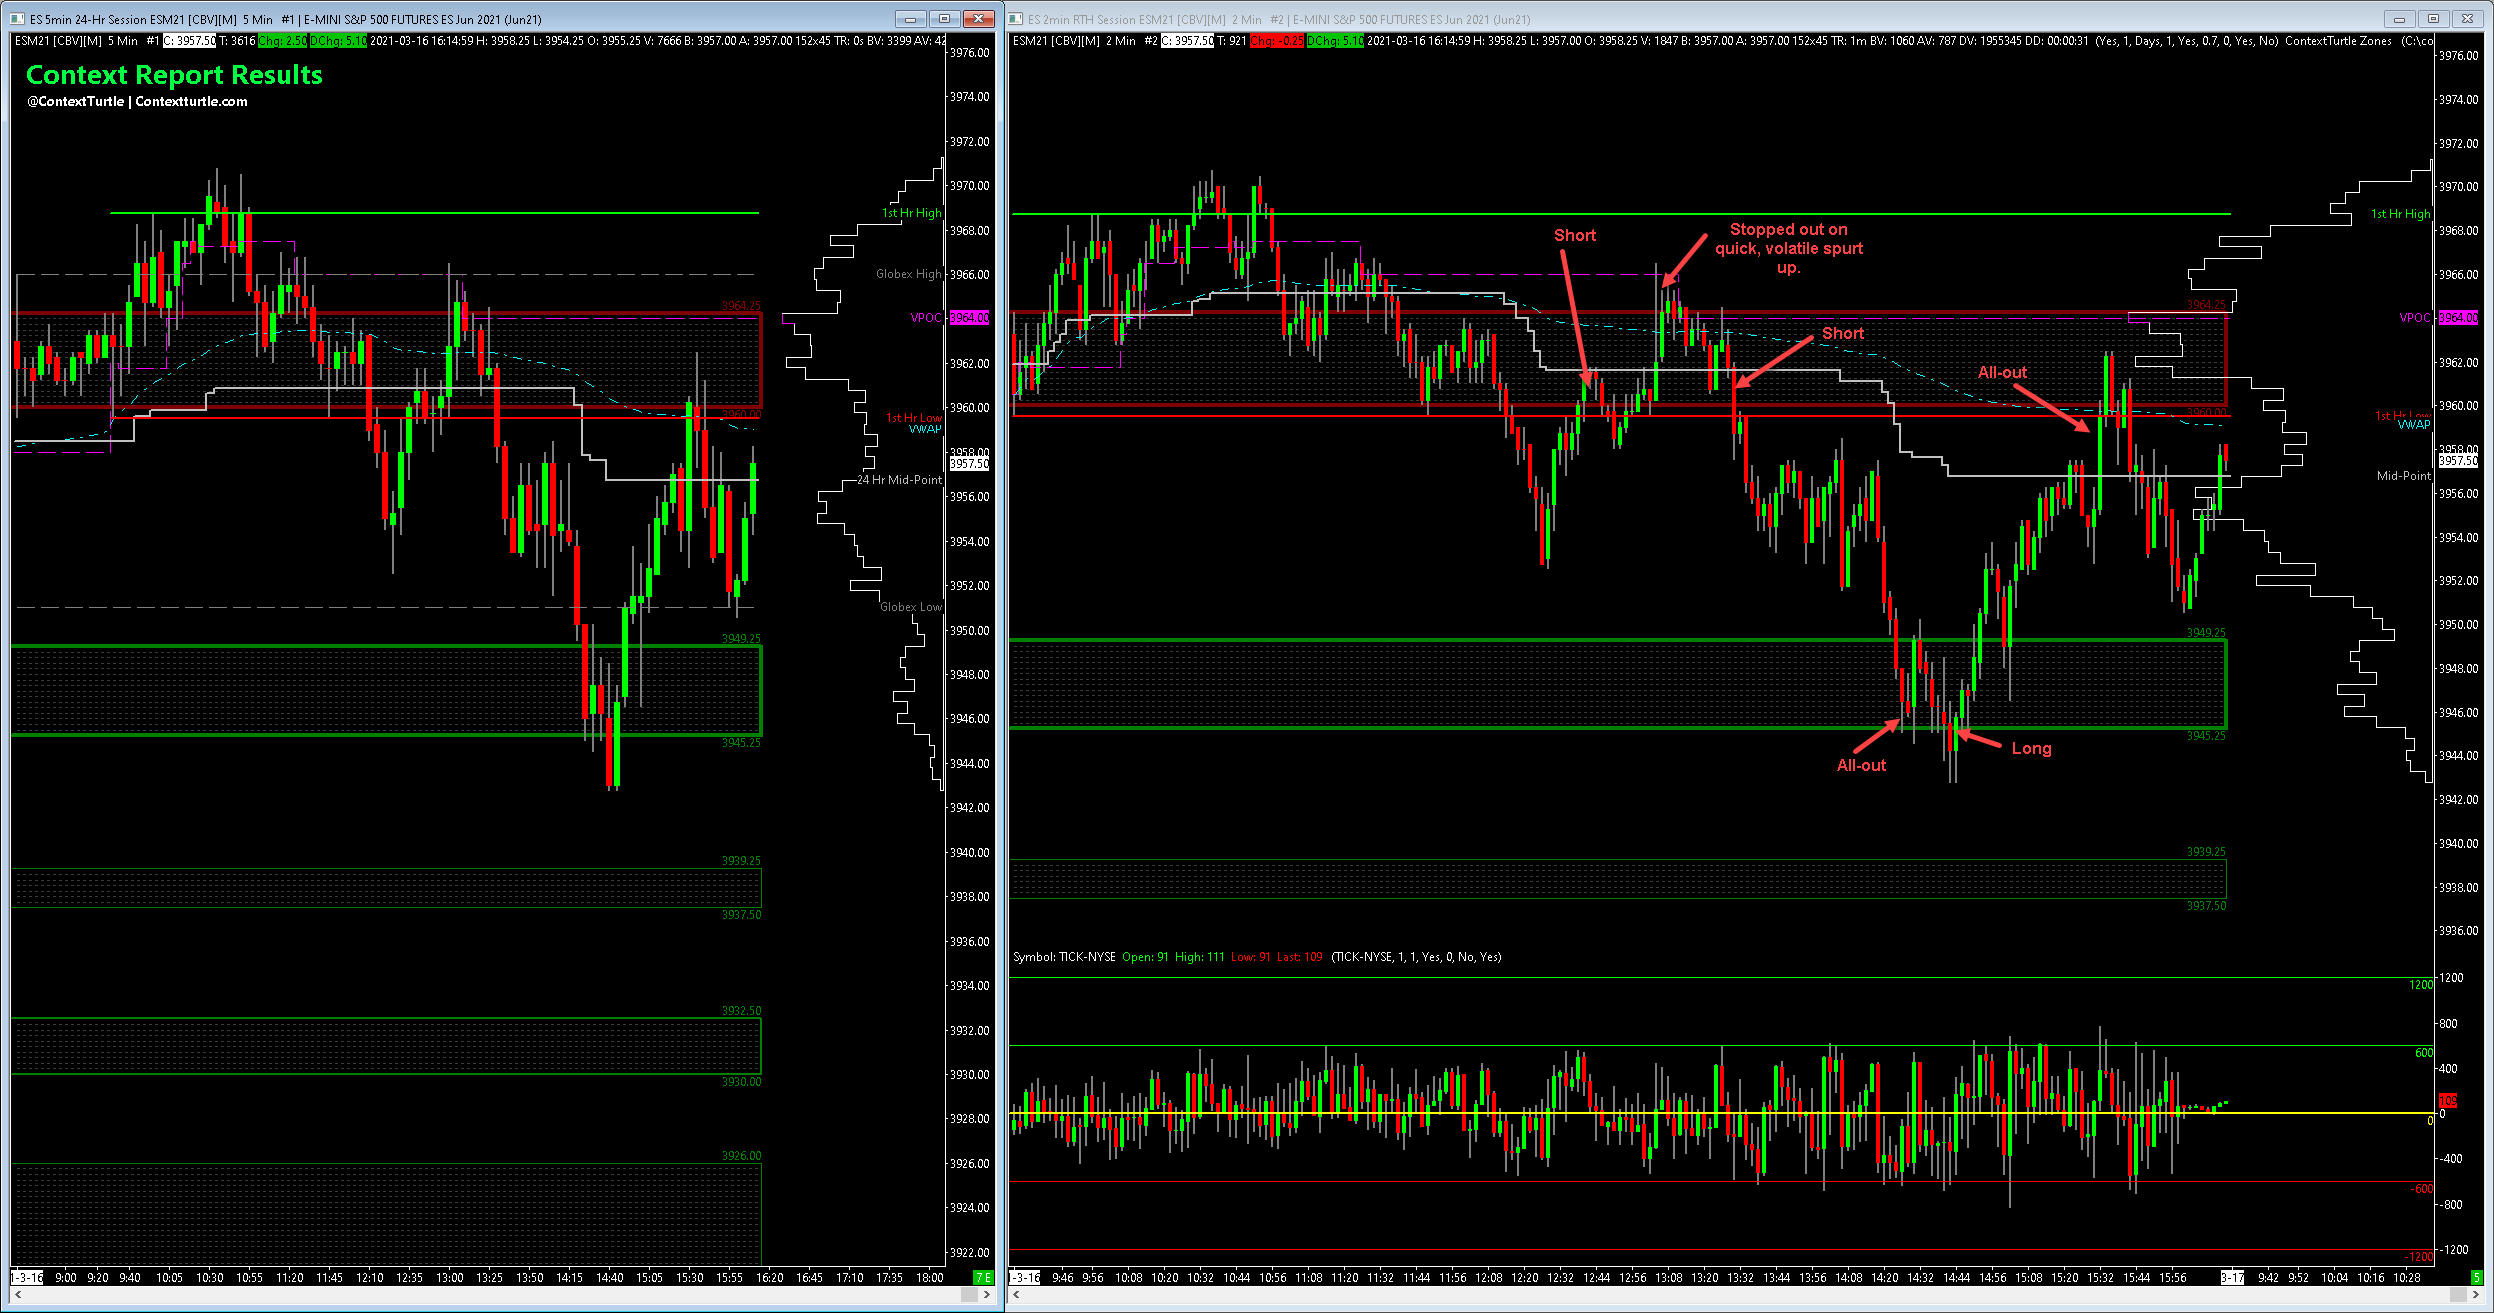 ES 5min 24-Hr Session ESM21 [CBV][M]  5 Min  #1 | E-MINI S&P 500 FUTURES ES Jun 2021 (Jun21)
ESM21 [CBV][M]  5 Min  #1 C: 3957.50 T: 3616 Chg: 2.50 DChg: 5.10 2021-03-16 16:14:59 H: 3958.25 L: 3954.25 O: 3955.25 V: 7666 B: 3957.00 A: 3957.00 152x45 TR: 0s BV: 3399 AV: 42
Context Report Results
@ContextTurtle | Contextturtle.com
3976.00
3974.00
3972.00
3970.00
1st Hr High
3968.00
Globex High
3966.00
3964.25
VPOC
3964.00
3962.00
3960.00
3960.00
1st Hr Low
VWAP
3958.00
3957.50
24 Hr Mid-Point
3956.00
3954.00
3952.00
Globex Low
3950.00
3949.25
3948.00
3946.00
3945.25
3944.00
3942.00
3940.00
3939.25
3938.00
3937.50
3936.00
3934.00
3932.50
3932.00
3930.00
3930.00
3928.00
3926.00
3926.00
3924.00
3922.00
1-3-16 9:00 9:20 9:40 10:05 10:30 10:55 11:20 11:45 12:10 12:35 13:00 13:25 13:50 14:15 14:40 15:05 15:30 15:55 16:20 16:45 17:10 17:35 18:00 7 E
ES 2min RTH Session ESM21 [CBV][M]  2 Min  #2 | E-MINI S&P 500 FUTURES ES Jun 2021 (Jun21)
ESM21 [CBV][M]  2 Min  #2 C: 3957.50 T: 921 Chg: -0.25 DChg: 5.10 2021-03-16 16:14:59 H: 3958.25 L: 3957.00 O: 3958.25 V: 1847 B: 3957.00 A: 3957.00 152x45 TR: 1m BV: 1060 AV: 787 DV: 1955345 DD: 00:00:31 (Yes, 1, Days, 1, Yes, 0.7, 0, Yes, No) ContextTurtle Zones (C:\co
3976.00
3974.00
3972.00
3970.00
1st Hr High
3968.00
Short
Stopped out on
quick, volatile spurt
up.
3966.00
3964.25
VPOC
3964.00
Short
3962.00
All-out
3960.00
3960.00
1st Hr Low
VWAP
3958.00
3957.50
Mid-Point
3956.00
3954.00
3952.00
3950.00
3949.25
3948.00
3946.00
3945.25
Long
All-out
3944.00
3942.00
3940.00
3939.25
3938.00
3937.50
3936.00
Symbol: TICK-NYSE Open: 91 High: 111 Low: 91 Last: 109 (TICK-NYSE, 1, 1, Yes, 0, No, Yes)
1200
1200
800
600
400
109
0
0
-400
-600
-800
-1200
-1200
1-3-16 9:46 9:56 10:08 10:20 10:32 10:44 10:56 11:08 11:20 11:32 11:44 11:56 12:08 12:20 12:32 12:44 12:56 13:08 13:20 13:32 13:44 13:56 14:08 14:20 14:32 14:44 14:56 15:08 15:20 15:32 15:44 15:56 3-17 9:42 9:52 10:04 10:16 10:28 5